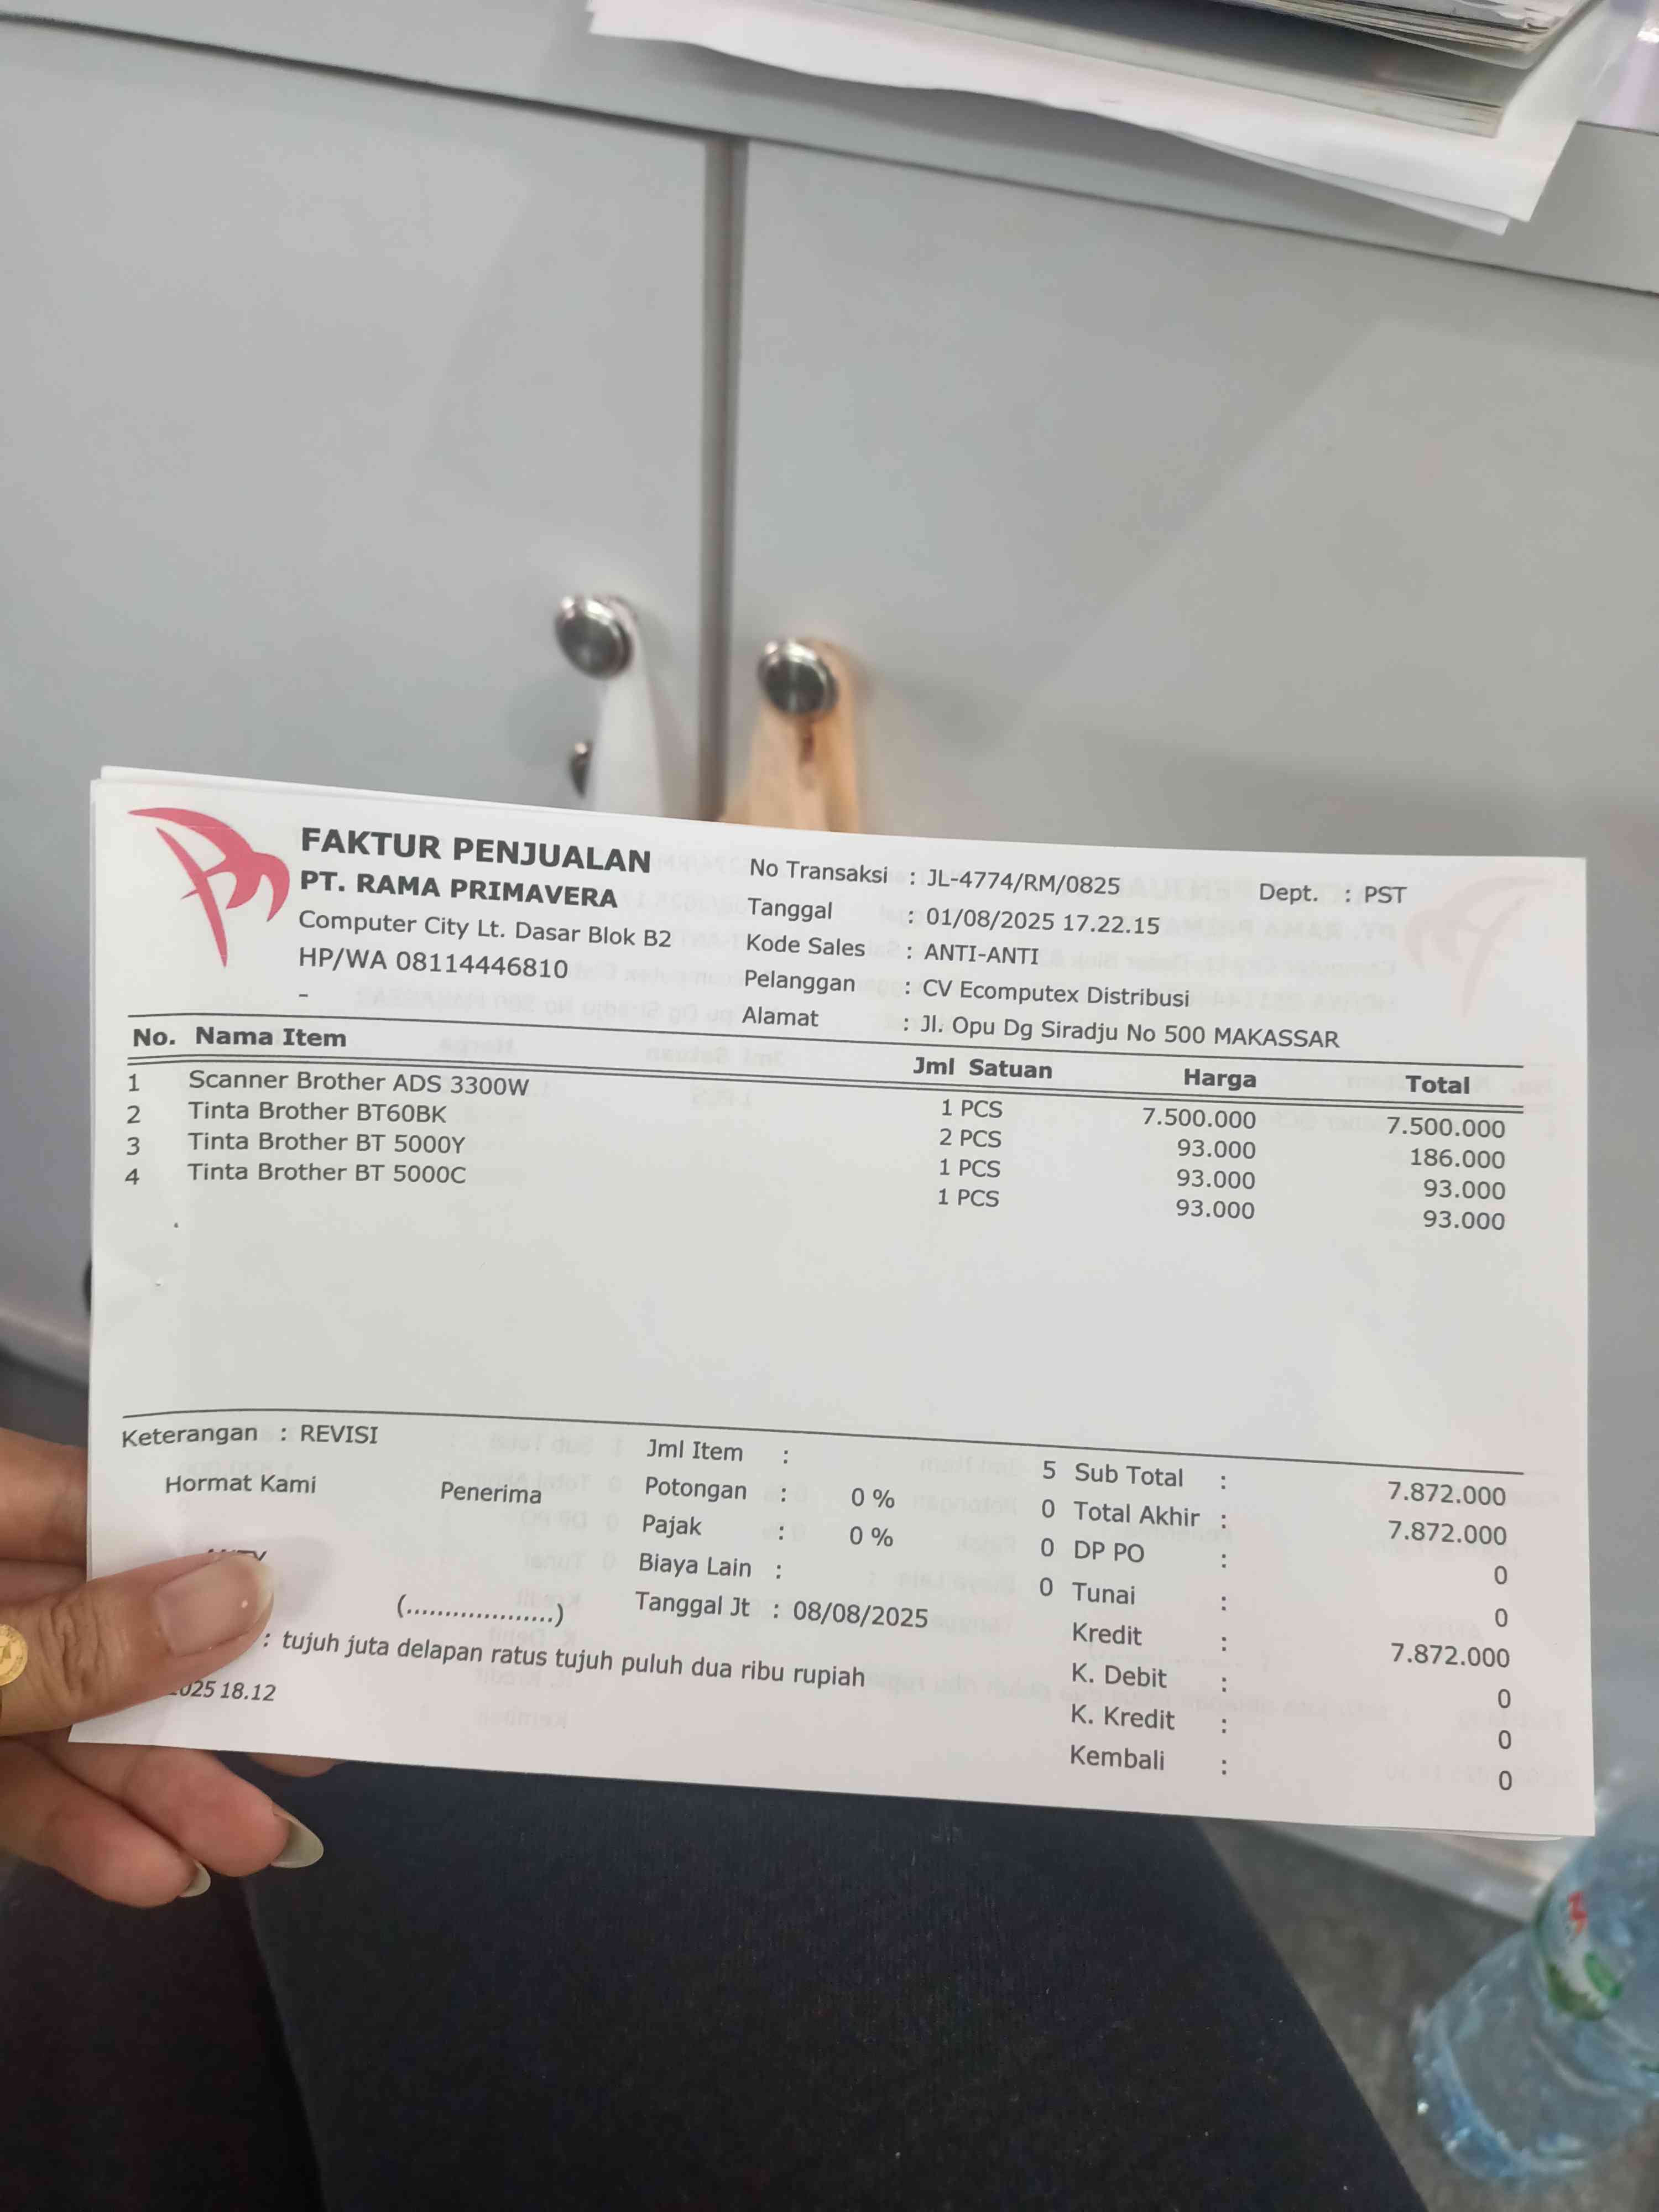 FAKTUR PENJUALAN
PT. RAMA PRIMAVERA
Computer City Lt. Dasar Blok B2
HP/WA 08114446810
-
No Transaksi : JL-4774/RM/0825 Dept. : PST
Tanggal : 01/08/2025 17.22.15
Kode Sales : ANTI-ANTI
Pelanggan : CV Ecomputex Distribusi
Alamat : Jl. Opu Dg Siradju No 500 MAKASSAR
No. Nama Item Jml Satuan Harga Total
1 Scanner Brother ADS 3300W 1 PCS 7.500.000 7.500.000
2 Tinta Brother BT60BK 2 PCS 93.000 186.000
3 Tinta Brother BT 5000Y 1 PCS 93.000 93.000
4 Tinta Brother BT 5000C 1 PCS 93.000 93.000
Keterangan : REVISI
Hormat Kami Penerima
(...................)
Jml Item : 5
Potongan : 0 % 0
Pajak : 0 % 0
Biaya Lain : 0
Tanggal Jt : 08/08/2025
Sub Total : 7.872.000
Total Akhir : 7.872.000
DP PO : 0
Tunai : 0
Kredit : 7.872.000
K. Debit : 0
K. Kredit : 0
Kembali : 0
: tujuh juta delapan ratus tujuh puluh dua ribu rupiah
2025 18.12